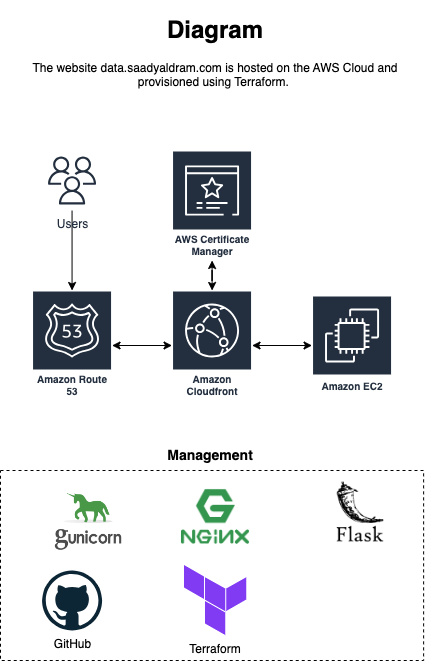 Diagram
The website data.saadyaldram.com is hosted on the AWS Cloud and
provisioned using Terraform.
Users
AWS Certificate
Manager
53
Amazon Route
53
Amazon
Cloudfront
Amazon EC2
Management
gunicorn
NGINX
Flask
GitHub
Terraform